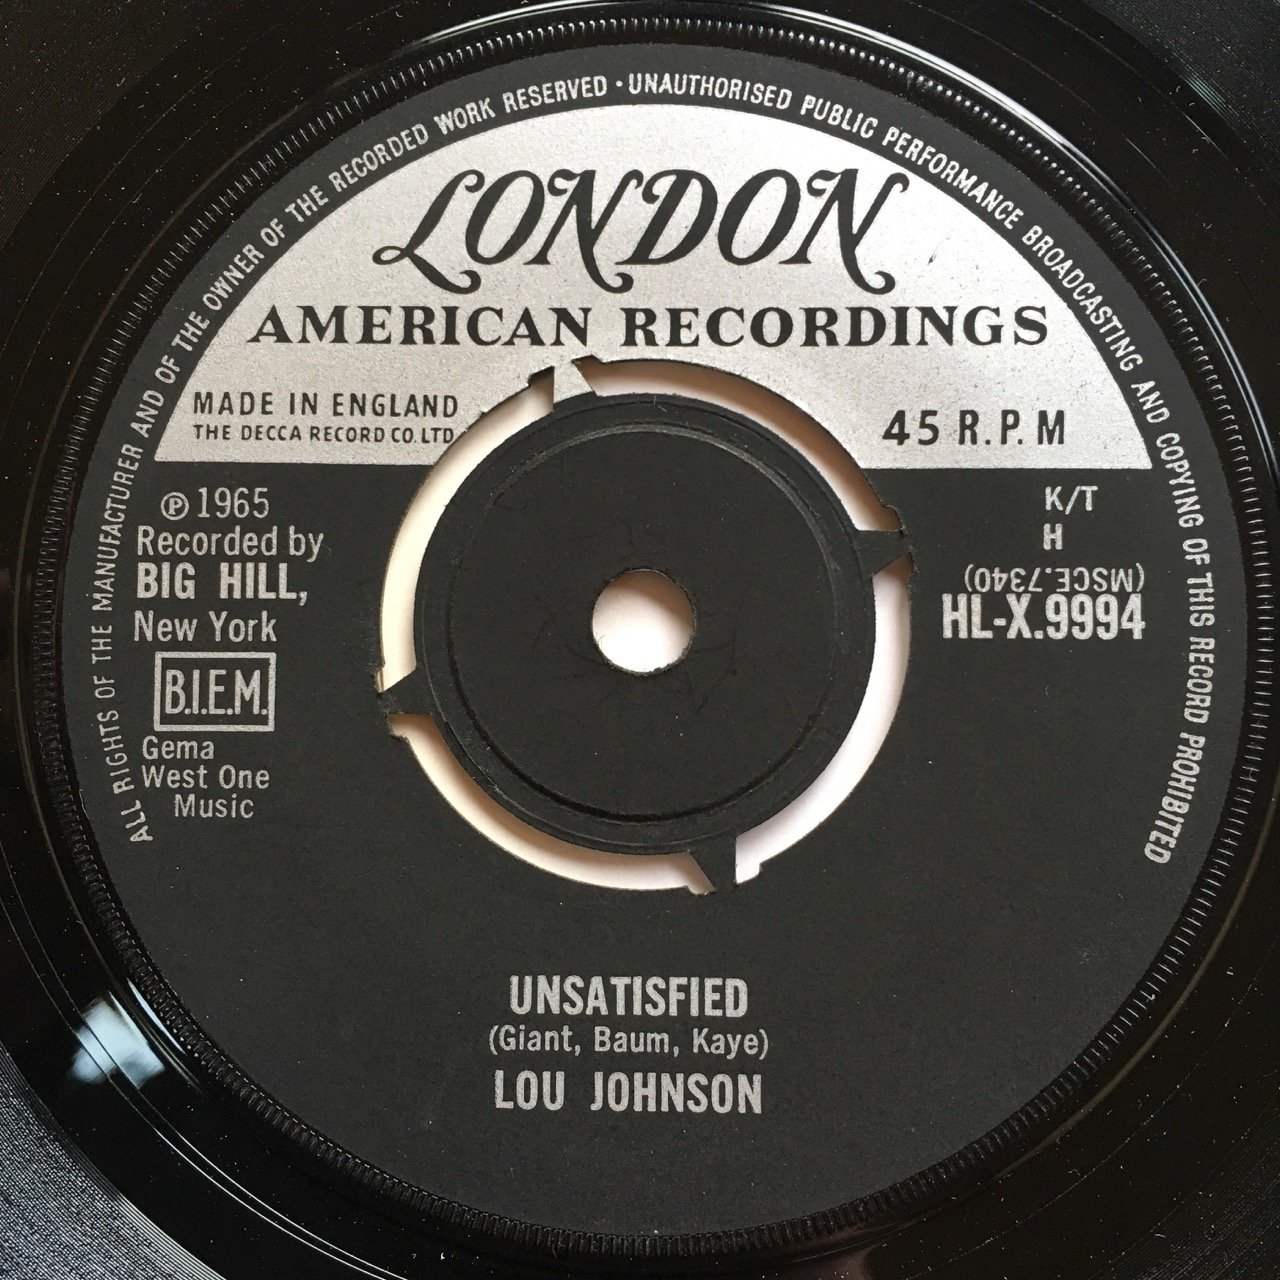 ALL RIGHTS OF THE MANUFACTURER AND OF THE OWNER OF THE RECORDED WORK RESERVED · UNAUTHORISED PUBLIC PERFORMANCE BROADCASTING AND COPYING OF THIS RECORD PROHIBITED
LONDON
AMERICAN RECORDINGS
MADE IN ENGLAND
THE DECCA RECORD CO. LTD.
45 R.P.M
℗ 1965
Recorded by
BIG HILL,
New York
B.I.E.M.
Gema
West One
Music
K/T
H
(MSCE.7340)
HL-X.9994
UNSATISFIED
(Giant, Baum, Kaye)
LOU JOHNSON